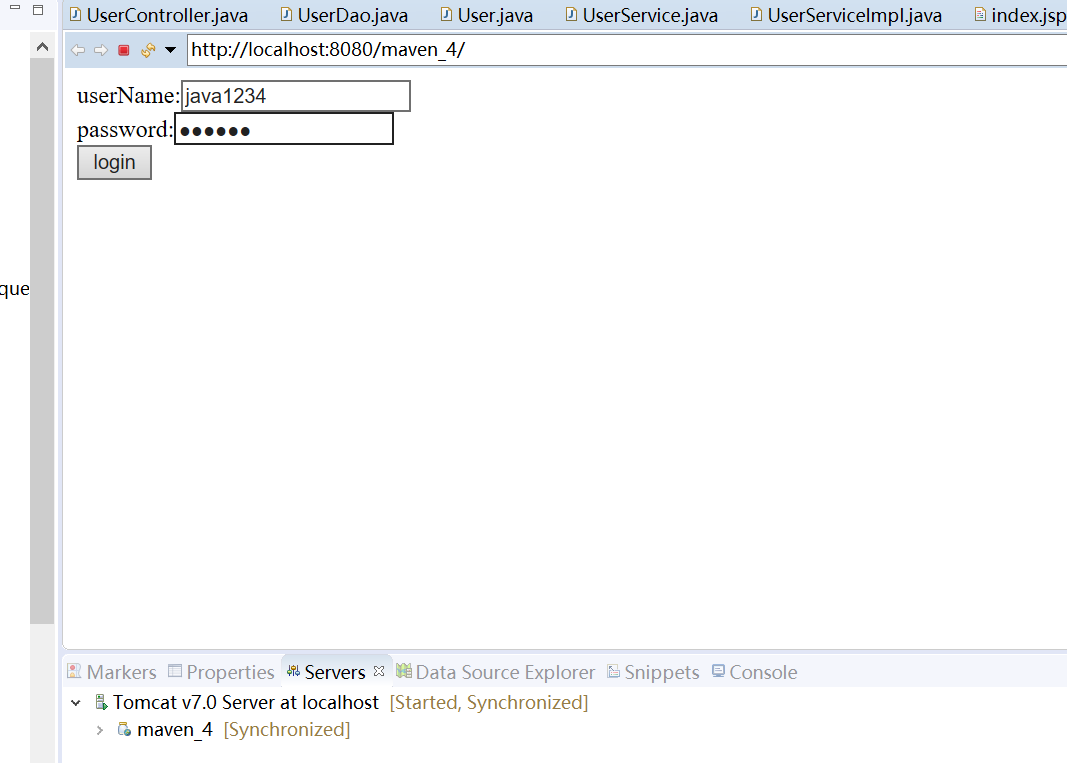 UserController.java UserDao.java User.java UserService.java UserServiceImpl.java index.jsp
http://localhost:8080/maven_4/
userName:java1234
password:●●●●●●
login
que
Markers Properties Servers Data Source Explorer Snippets Console
Tomcat v7.0 Server at localhost [Started, Synchronized]
maven_4 [Synchronized]